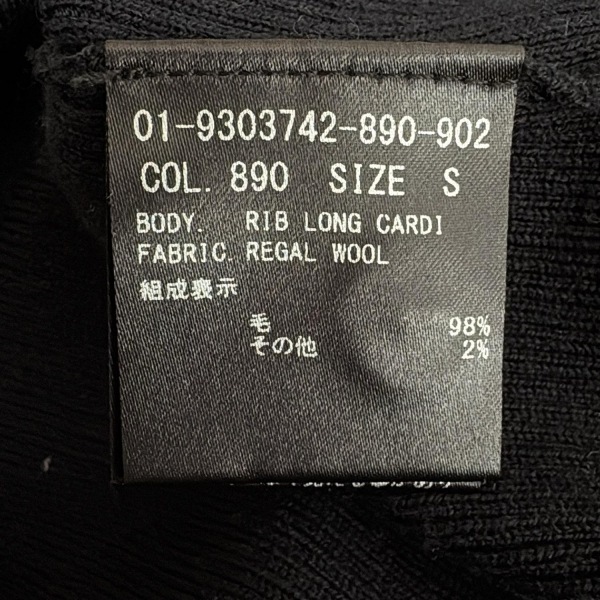 01-9303742-890-902
COL. 890 SIZE S
BODY. RIB LONG CARDI
FABRIC. REGAL WOOL
組成表示
毛 98%
その他 2%